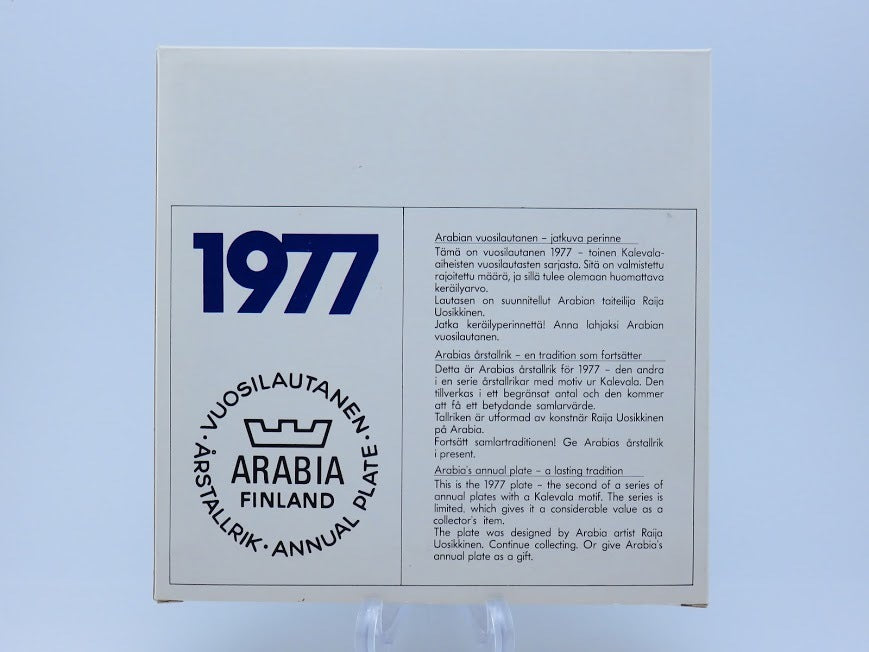 1977
VUOSILAUTANEN · ANNUAL PLATE · ÅRSTALLRIK ·
ARABIA
FINLAND
Arabian vuosilautanen – jatkuva perinne
Tämä on vuosilautanen 1977 – toinen Kalevala-
aiheisten vuosilautasten sarjasta. Sitä on valmistettu
rajoitettu määrä, ja sillä tulee olemaan huomattava
keräilyarvo.
Lautasen on suunnitellut Arabian taiteilija Raija
Uosikkinen.
Jatka keräilyperinnettä! Anna lahjaksi Arabian
vuosilautanen.
Arabias årstallrik – en tradition som fortsätter
Detta är Arabias årstallrik för 1977 – den andra
i en serie årstallrikar med motiv ur Kalevala. Den
tillverkas i ett begränsat antal och den kommer
att få ett betydande samlarvärde.
Tallriken är utformad av konstnär Raija Uosikkinen
på Arabia.
Fortsätt samlartraditionen! Ge Arabias årstallrik
i present.
Arabia's annual plate – a lasting tradition
This is the 1977 plate – the second of a series of
annual plates with a Kalevala motif. The series is
limited, which gives it a considerable value as a
collector's item.
The plate was designed by Arabia artist Raija
Uosikkinen. Continue collecting. Or give Arabia's
annual plate as a gift.